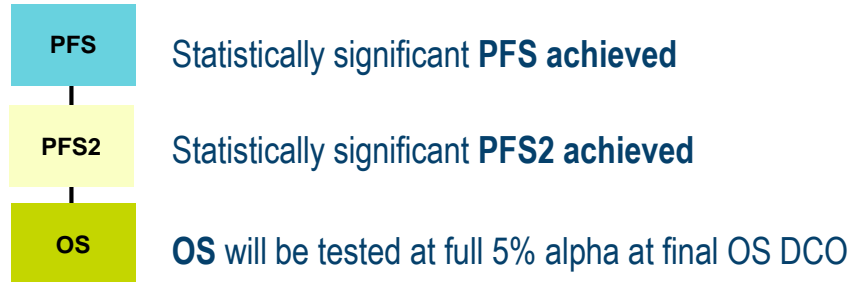 PFS Statistically significant PFS achieved
PFS2 Statistically significant PFS2 achieved
OS OS will be tested at full 5% alpha at final OS DCO